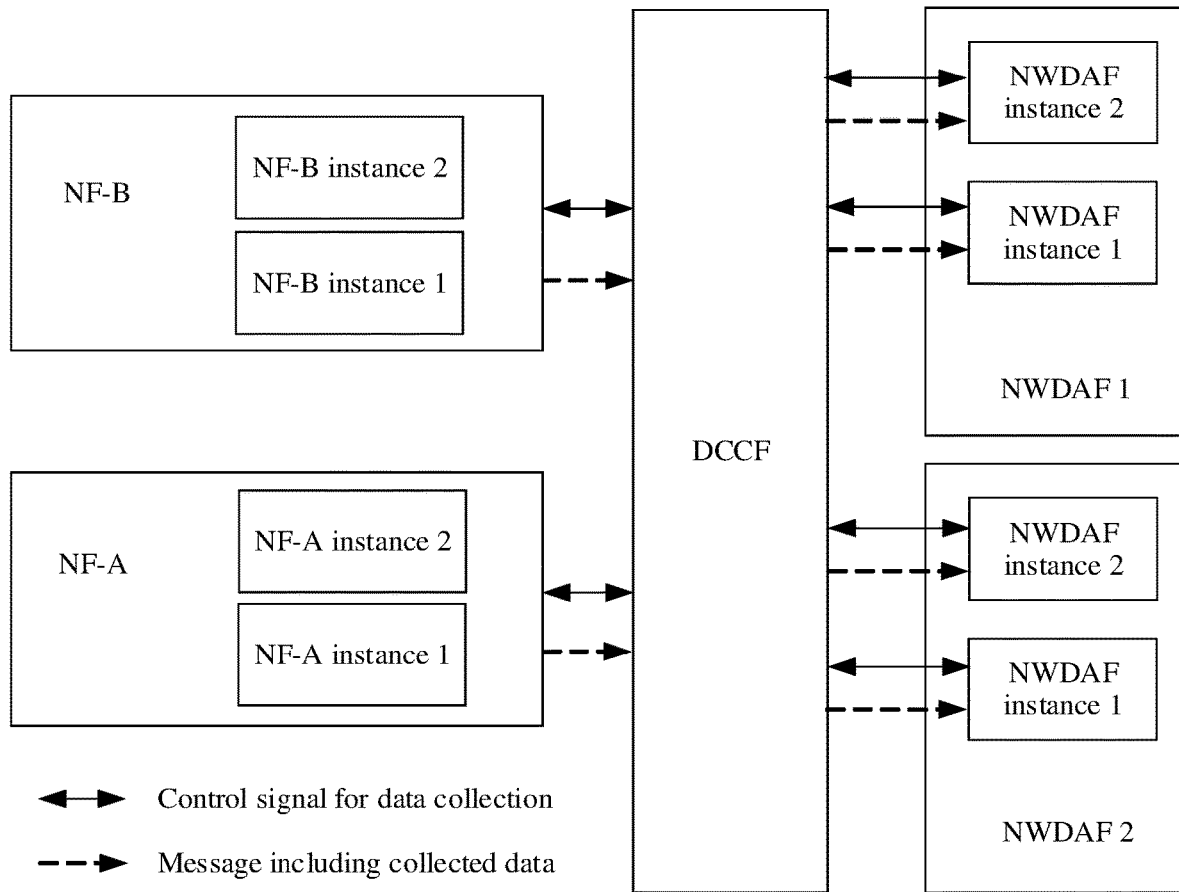 NF-B
NF-B instance 2
NF-B instance 1
NF-A
NF-A instance 2
NF-A instance 1
DCCF
NWDAF
instance 2
NWDAF
instance 1
NWDAF 1
NWDAF
instance 2
NWDAF
instance 1
NWDAF 2
Control signal for data collection
Message including collected data